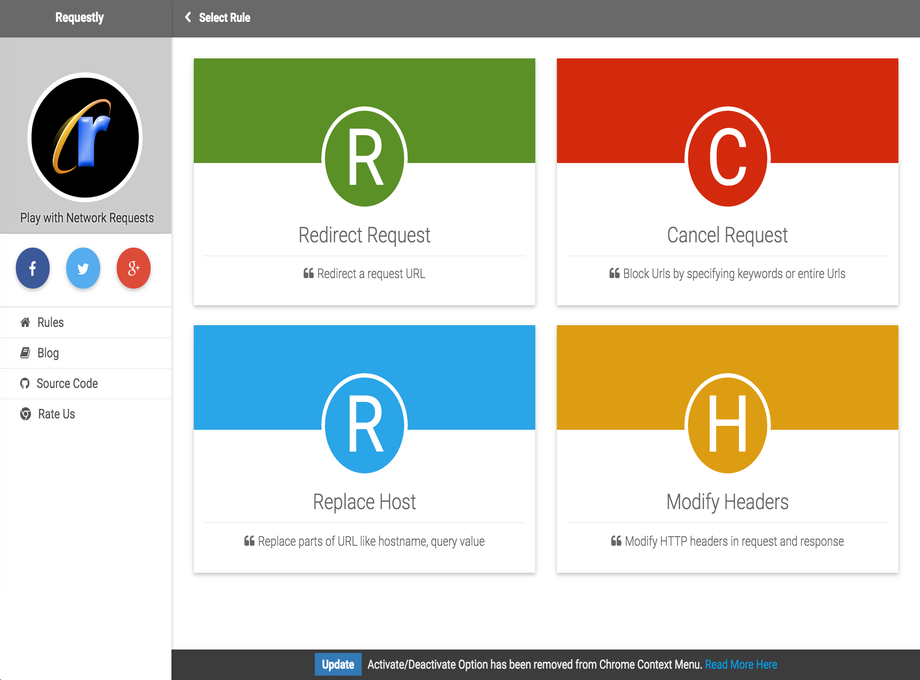 Requestly
Select Rule
r
Play with Network Requests
f
g+
Rules
Blog
Source Code
Rate Us
R
Redirect Request
❝ Redirect a request URL
C
Cancel Request
❝ Block Urls by specifying keywords or entire Urls
R
Replace Host
❝ Replace parts of URL like hostname, query value
H
Modify Headers
❝ Modify HTTP headers in request and response
Update Activate/Deactivate Option has been removed from Chrome Context Menu. Read More Here